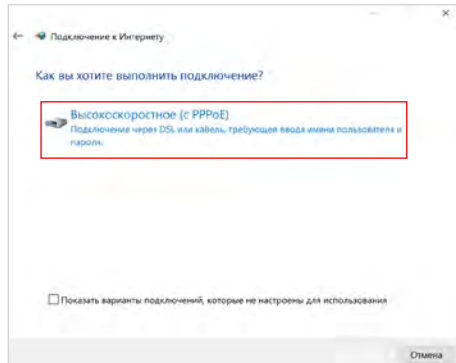 Подключение к Интернету
Как вы хотите выполнить подключение?
Высокоскоростное (с PPPoE)
Подключение через DSL или кабель, требующее ввода имени пользователя и
пароля.
Показать варианты подключений, которые не настроены для использования
Отмена